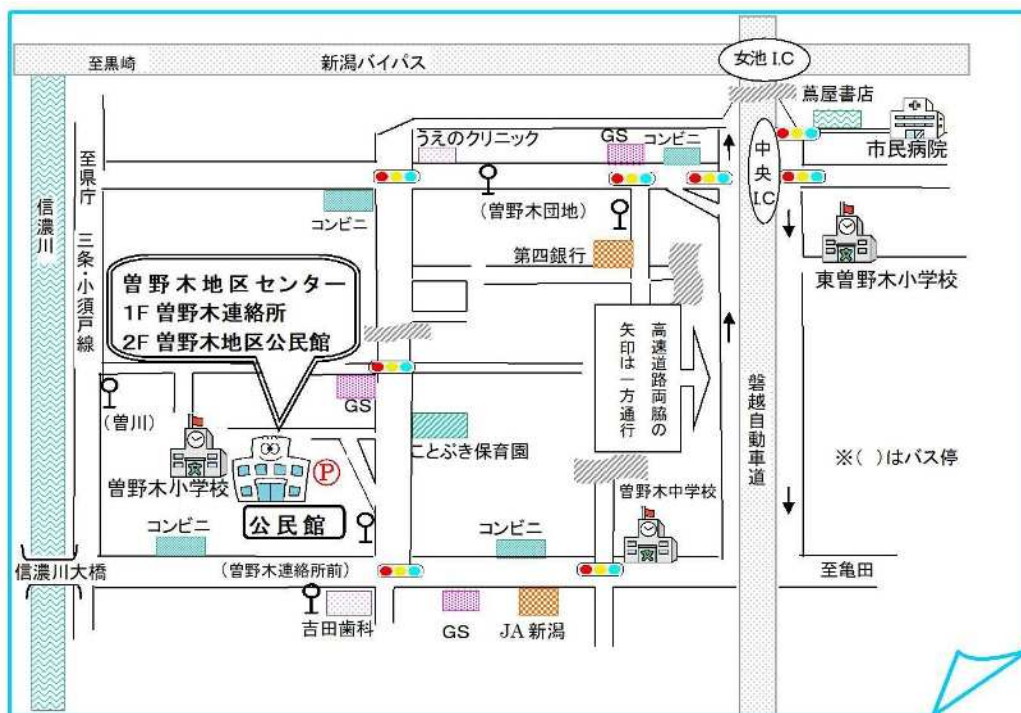 女池 I.C
至黒崎
新潟バイパス
蔦屋書店
市民病院
うえのクリニック
GS
コンビニ
中央 I.C
至県庁
三条・小須戸線
信濃川
コンビニ
(曽野木団地)
第四銀行
東曽野木小学校
曽野木地区センター
1F 曽野木連絡所
2F 曽野木地区公民館
高速道路両脇の
矢印は一方通行
磐越自動車道
(曽川)
GS
ことぶき保育園
※( )はバス停
曽野木小学校
P
曽野木中学校
公民館
コンビニ
コンビニ
信濃川大橋
(曽野木連絡所前)
至亀田
吉田歯科
GS
JA 新潟